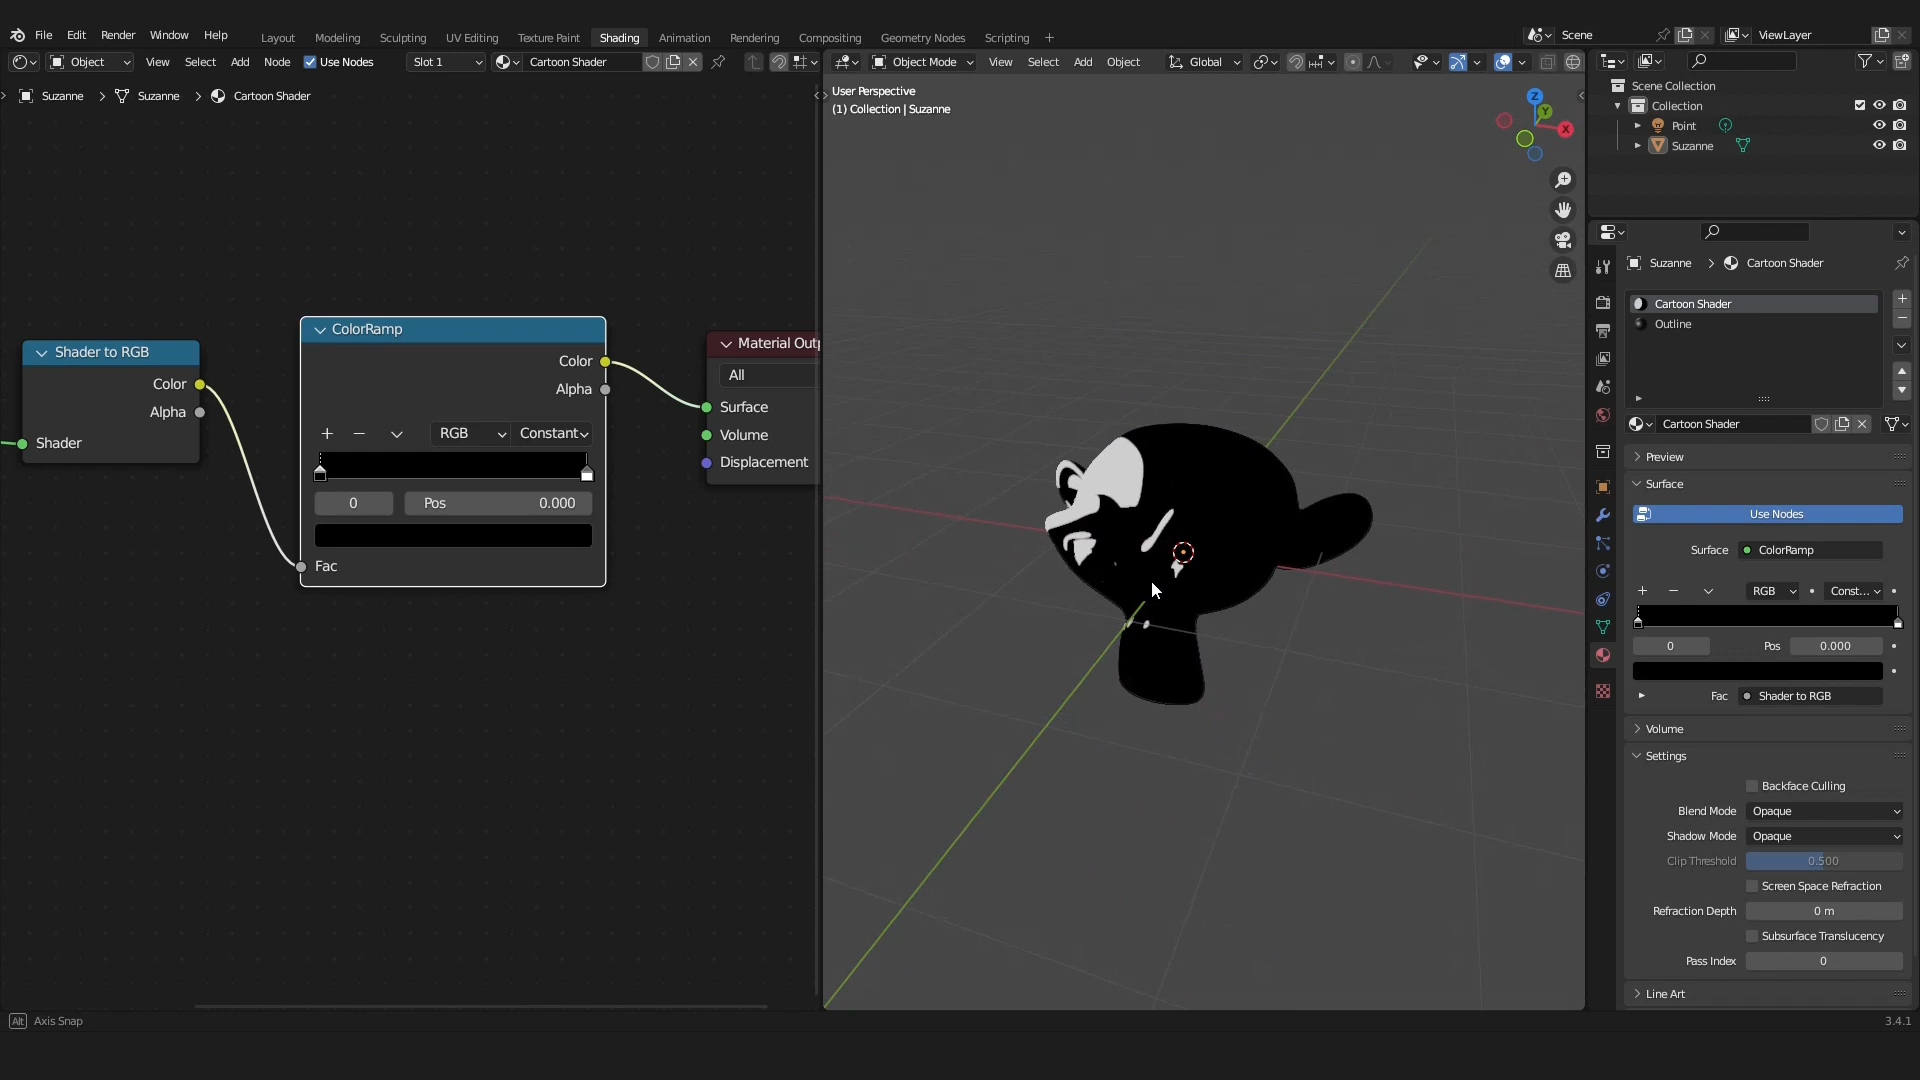 File Edit Render Window Help Layout Modeling Sculpting UV Editing Texture Paint Shading Animation Rendering Compositing Geometry Nodes Scripting + Scene ViewLayer
Object View Select Add Node Use Nodes Slot 1 Cartoon Shader
Object Mode View Select Add Object Global
Suzanne > Suzanne > Cartoon Shader
User Perspective
(1) Collection | Suzanne
Z
Y
X
Scene Collection
Collection
Point
Suzanne
Suzanne > Cartoon Shader
Cartoon Shader
Outline
Cartoon Shader
Preview
Surface
Use Nodes
Surface ColorRamp
RGB Const...
0 Pos 0.000
Fac Shader to RGB
Volume
Settings
Backface Culling
Blend Mode Opaque
Shadow Mode Opaque
Clip Threshold 0.500
Screen Space Refraction
Refraction Depth 0 m
Subsurface Translucency
Pass Index 0
Line Art
Shader to RGB
Color
Alpha
Shader
ColorRamp
Color
Alpha
RGB Constant
0 Pos 0.000
Fac
Material Outp
All
Surface
Volume
Displacement
Alt Axis Snap
3.4.1